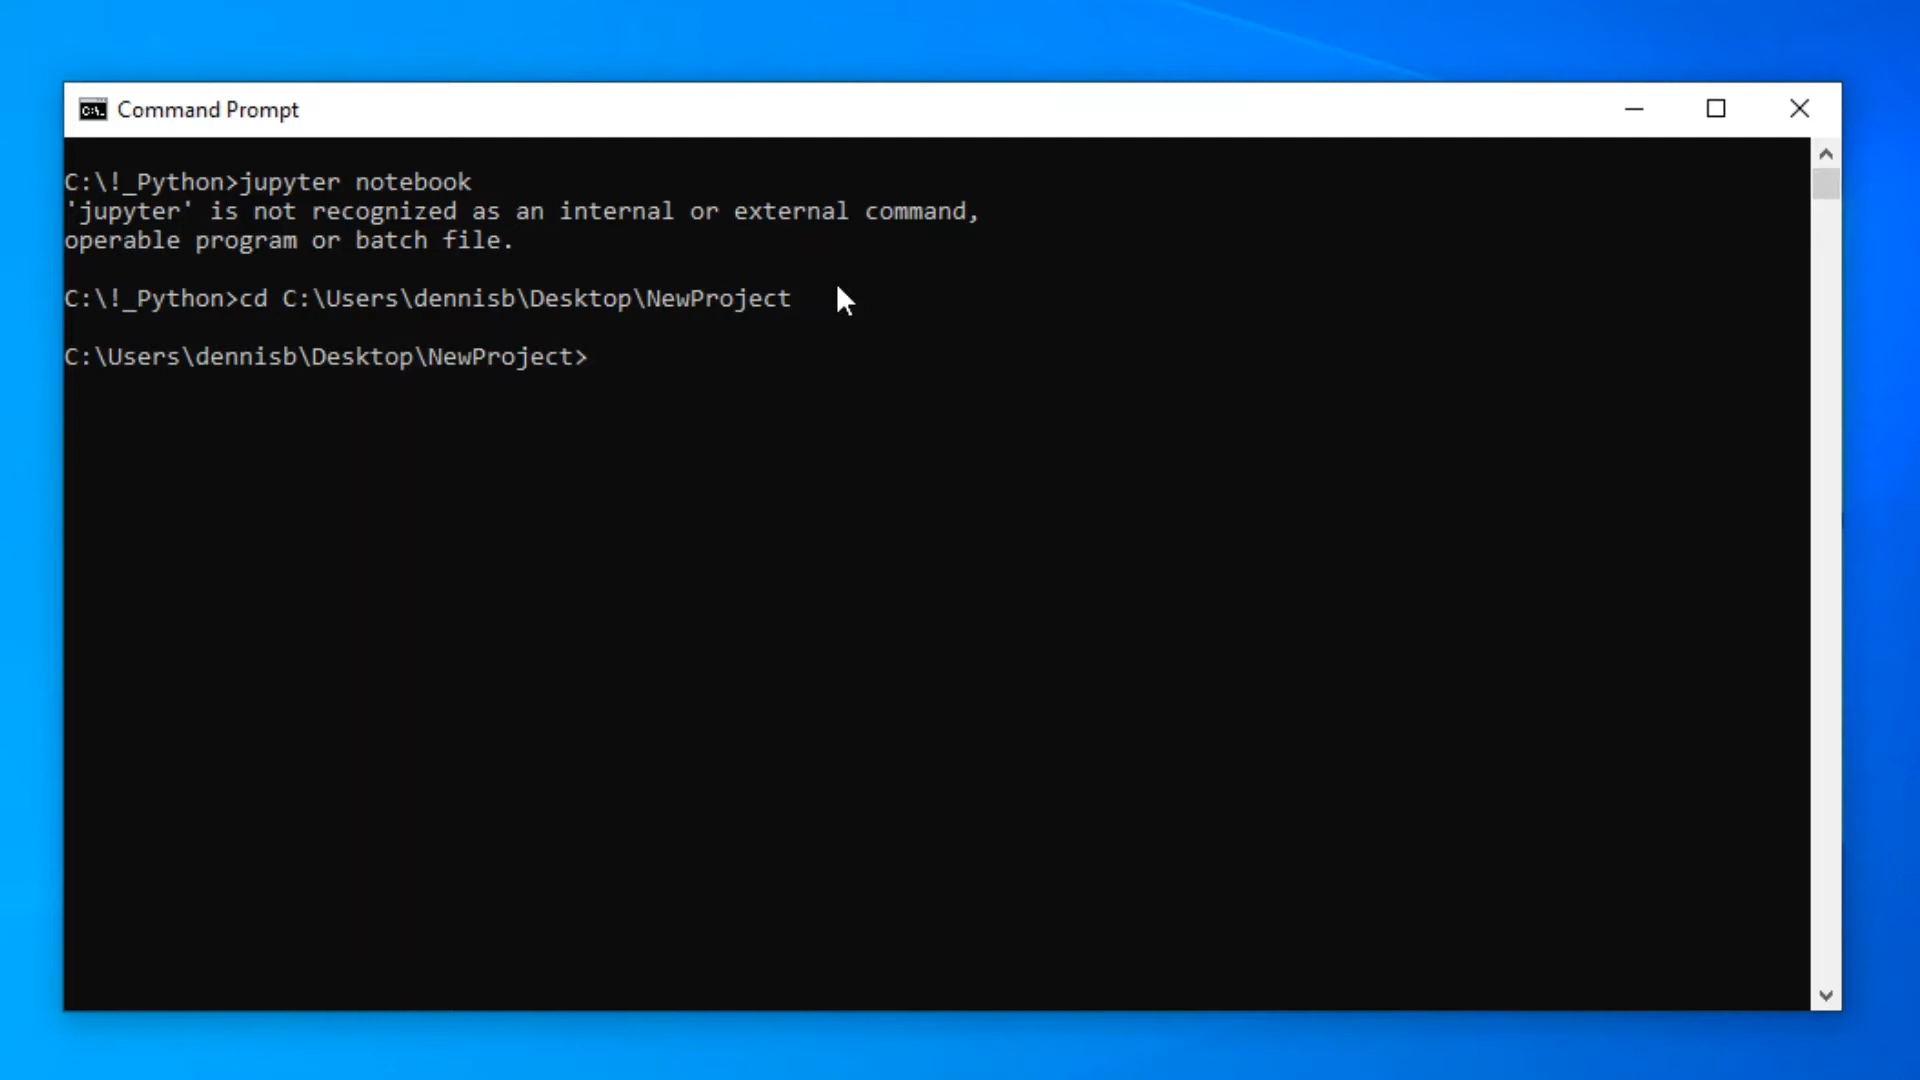 Command Prompt
C:\!_Python>jupyter notebook
'jupyter' is not recognized as an internal or external command,
operable program or batch file.
C:\!_Python>cd C:\Users\dennisb\Desktop\NewProject
C:\Users\dennisb\Desktop\NewProject>